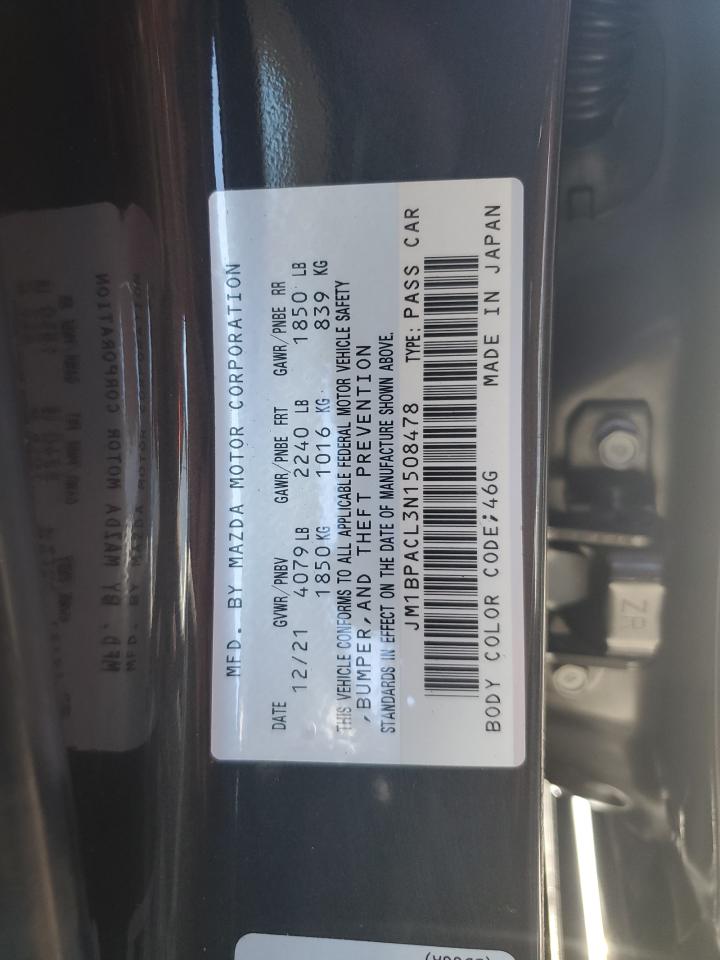 MFD. BY MAZDA MOTOR CORPORATION
DATE GVWR/PNBV GAWR/PNBE FRT GAWR/PNBE RR
12/21 4079 LB 2240 LB 1850 LB
1850 KG 1016 KG 839 KG
THIS VEHICLE CONFORMS TO ALL APPLICABLE FEDERAL MOTOR VEHICLE SAFETY
,BUMPER,AND THEFT PREVENTION
STANDARDS IN EFFECT ON THE DATE OF MANUFACTURE SHOWN ABOVE.
JM1BPACL3N1508478 TYPE: PASS CAR
BODY COLOR CODE:46G MADE IN JAPAN